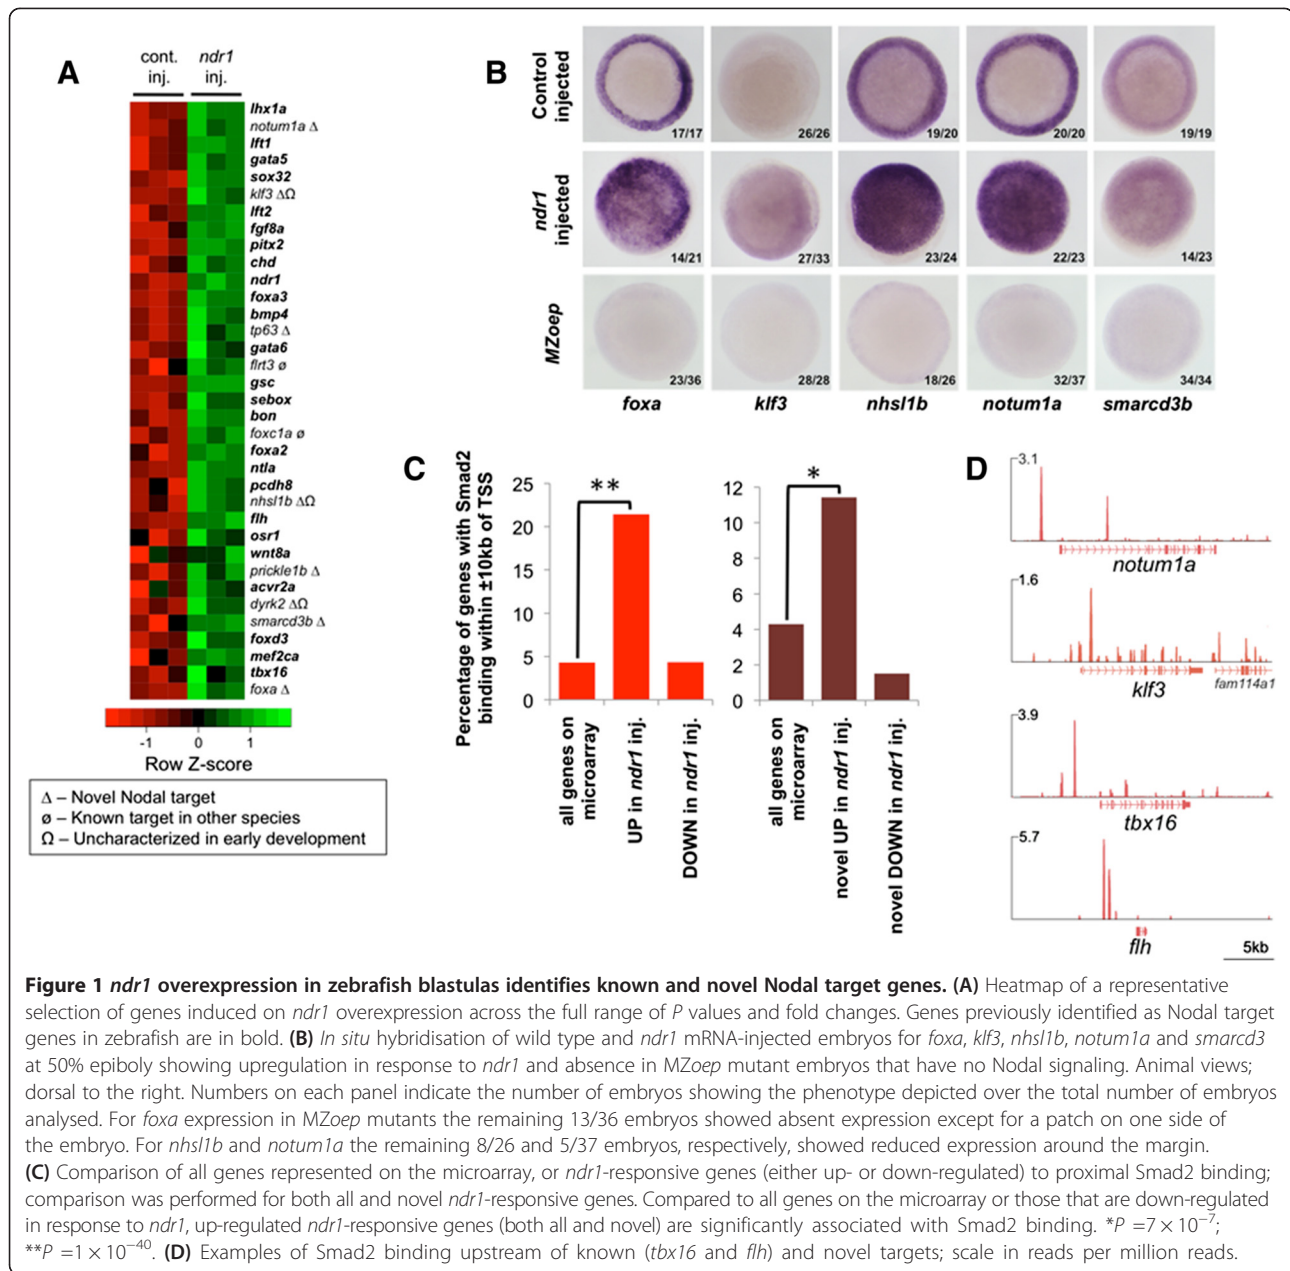 A
cont. inj.
ndr1 inj.
lhx1a
notum1a Δ
lft1
gata5
sox32
klf3 ΔΩ
lft2
fgf8a
pitx2
chd
ndr1
foxa3
bmp4
tp63 Δ
gata6
flrt3 ø
gsc
sebox
bon
foxc1a ø
foxa2
ntla
pcdh8
nhsl1b ΔΩ
flh
osr1
wnt8a
prickle1b Δ
acvr2a
dyrk2 ΔΩ
smarcd3b Δ
foxd3
mef2ca
tbx16
foxa Δ
-1 0 1
Row Z-score
Δ – Novel Nodal target
ø – Known target in other species
Ω – Uncharacterized in early development
B
Control injected
17/17 26/26 19/20 20/20 19/19
ndr1 injected
14/21 27/33 23/24 22/23 14/23
MZoep
23/36 28/28 18/26 32/37 34/34
foxa klf3 nhsl1b notum1a smarcd3b
C
Percentage of genes with Smad2
binding within ±10kb of TSS
25
20
15
10
5
0
**
all genes on microarray
UP in ndr1 inj.
DOWN in ndr1 inj.
12
10
8
6
4
2
0
*
all genes on microarray
novel UP in ndr1 inj.
novel DOWN in ndr1 inj.
D
3.1
notum1a
1.6
klf3
fam114a1
3.9
tbx16
5.7
flh
5kb
Figure 1 ndr1 overexpression in zebrafish blastulas identifies known and novel Nodal target genes. (A) Heatmap of a representative
selection of genes induced on ndr1 overexpression across the full range of P values and fold changes. Genes previously identified as Nodal target
genes in zebrafish are in bold. (B) In situ hybridisation of wild type and ndr1 mRNA-injected embryos for foxa, klf3, nhsl1b, notum1a and smarcd3
at 50% epiboly showing upregulation in response to ndr1 and absence in MZoep mutant embryos that have no Nodal signaling. Animal views;
dorsal to the right. Numbers on each panel indicate the number of embryos showing the phenotype depicted over the total number of embryos
analysed. For foxa expression in MZoep mutants the remaining 13/36 embryos showed absent expression except for a patch on one side of
the embryo. For nhsl1b and notum1a the remaining 8/26 and 5/37 embryos, respectively, showed reduced expression around the margin.
(C) Comparison of all genes represented on the microarray, or ndr1-responsive genes (either up- or down-regulated) to proximal Smad2 binding;
comparison was performed for both all and novel ndr1-responsive genes. Compared to all genes on the microarray or those that are down-regulated
in response to ndr1, up-regulated ndr1-responsive genes (both all and novel) are significantly associated with Smad2 binding. *P =7 × 10⁻⁷;
**P =1 × 10⁻⁴⁰. (D) Examples of Smad2 binding upstream of known (tbx16 and flh) and novel targets; scale in reads per million reads.